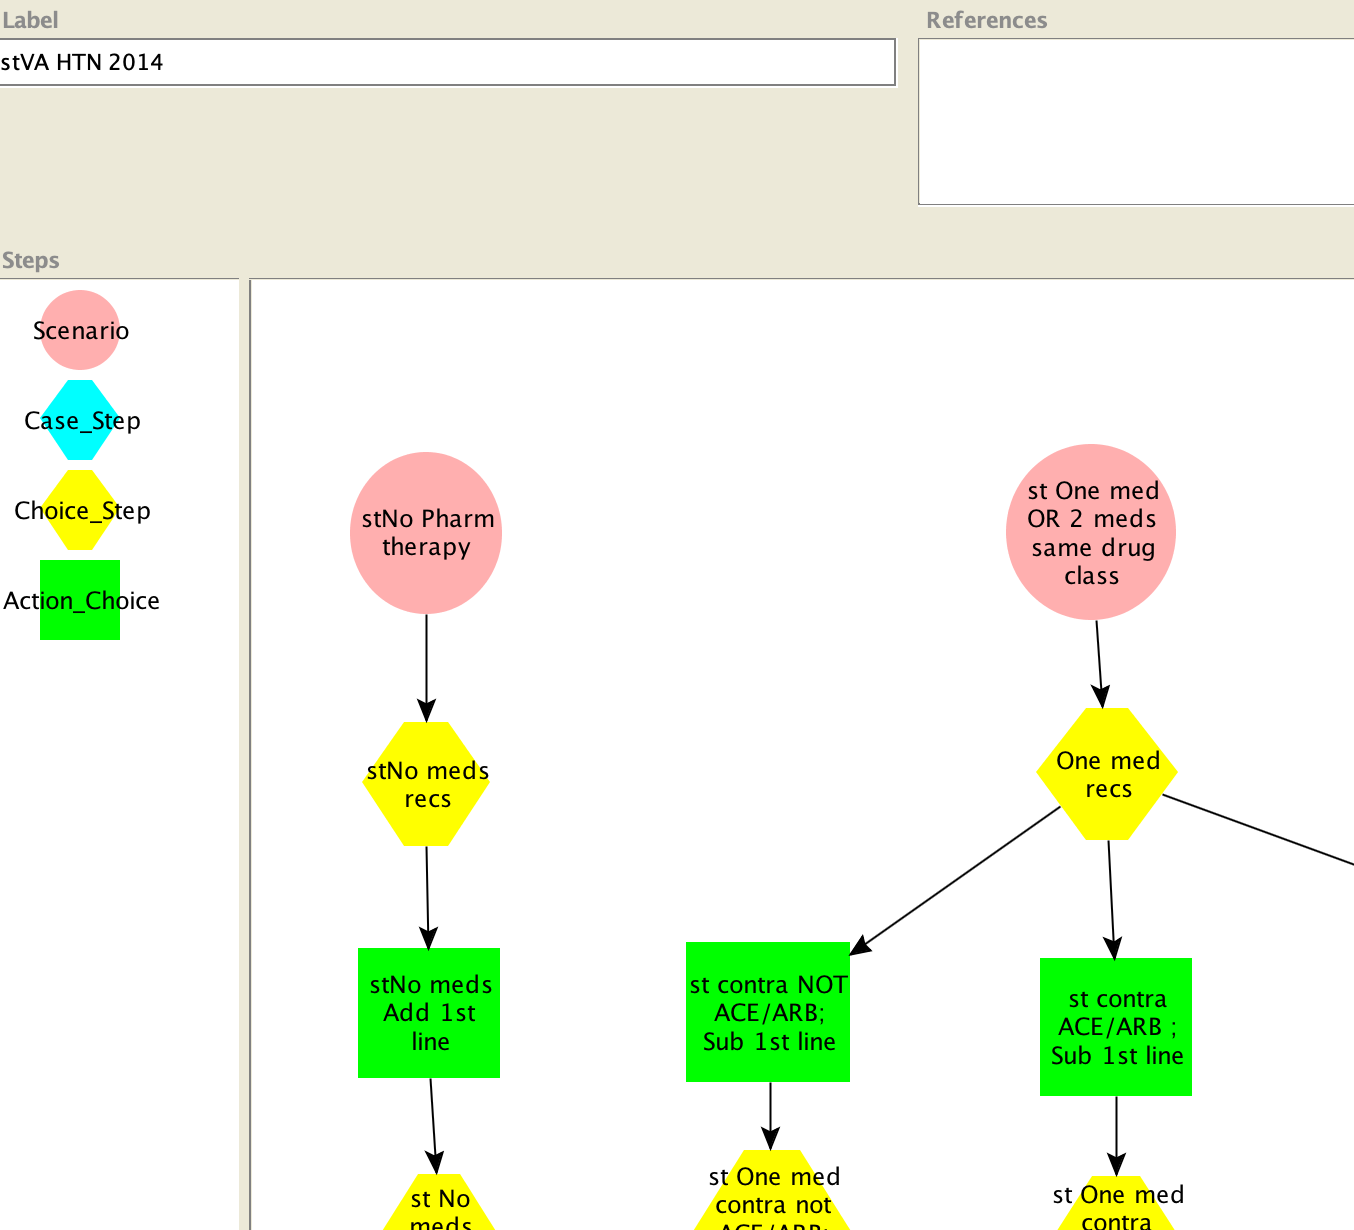 Label
References
stVA HTN 2014
Steps
Scenario
Case_Step
Choice_Step
Action_Choice
stNo Pharm
therapy
st One med
OR 2 meds
same drug
class
stNo meds
recs
One med
recs
stNo meds
Add 1st
line
st contra NOT
ACE/ARB;
Sub 1st line
st contra
ACE/ARB ;
Sub 1st line
st No
meds
st One med
contra not
ACE/ARB;
st One med
contra